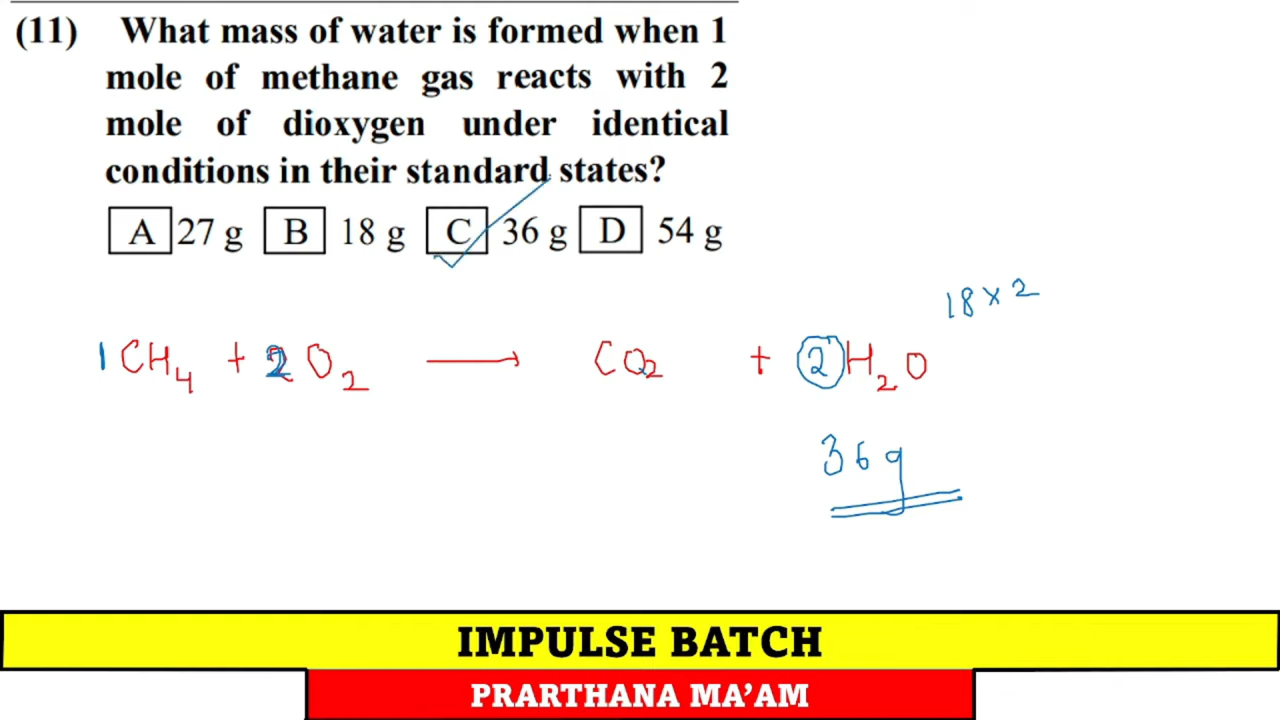 (11) What mass of water is formed when 1
mole of methane gas reacts with 2
mole of dioxygen under identical
conditions in their standard states?
A 27 g B 18 g C 36 g D 54 g
18 × 2
1 CH4 + 2 O2 → CO2 + 2 H2O
36 g
IMPULSE BATCH
PRARTHANA MA'AM